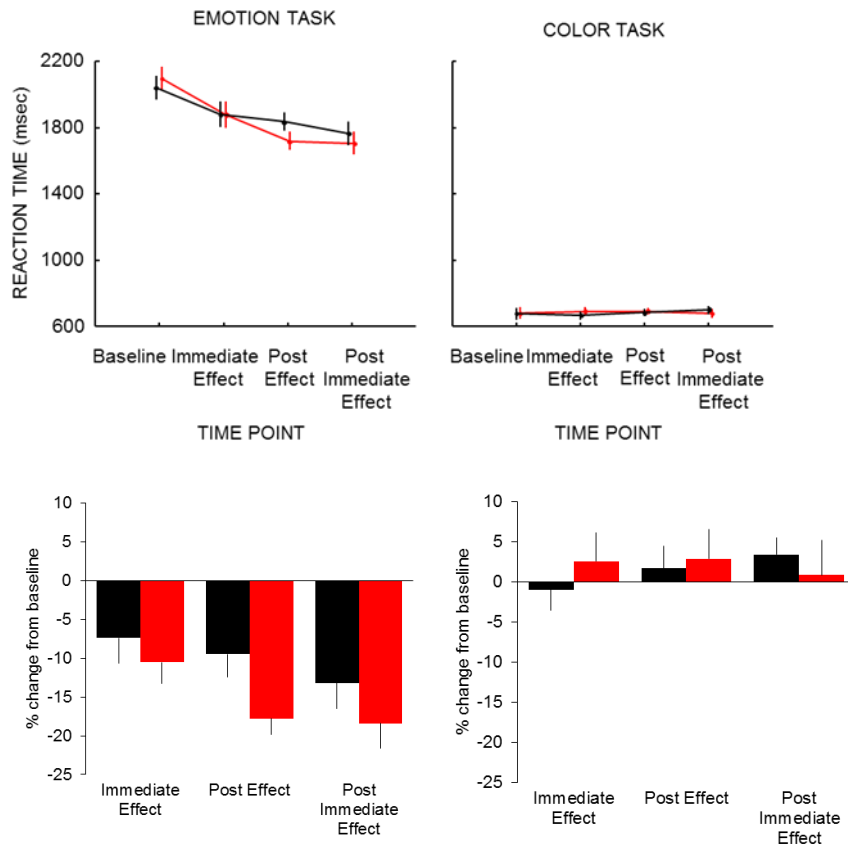 EMOTION TASK
COLOR TASK
REACTION TIME (msec)
2200
1800
1400
1000
600
Baseline Immediate Post Post
Effect Effect Immediate
Effect
Baseline Immediate Post Post
Effect Effect Immediate
Effect
TIME POINT
TIME POINT
% change from baseline
10
5
0
-5
-10
-15
-20
-25
Immediate Post Effect Post
Effect Immediate
Effect
% change from baseline
10
5
0
-5
-10
-15
-20
-25
Immediate Post Effect Post
Effect Immediate
Effect